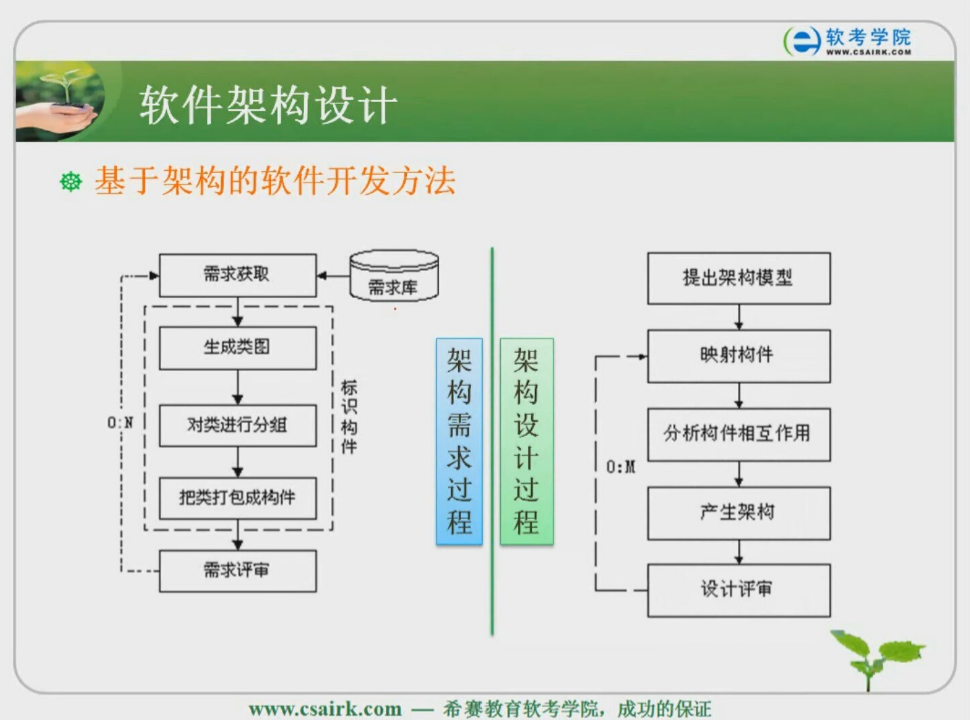 软考学院
WWW.CSAIRK.COM
软件架构设计
基于架构的软件开发方法
需求获取
需求库
生成类图
对类进行分组
把类打包成构件
需求评审
标识构件
0:N
架构需求过程
架构设计过程
提出架构模型
映射构件
分析构件相互作用
产生架构
设计评审
0:M
www.csairk.com — 希赛教育软考学院，成功的保证